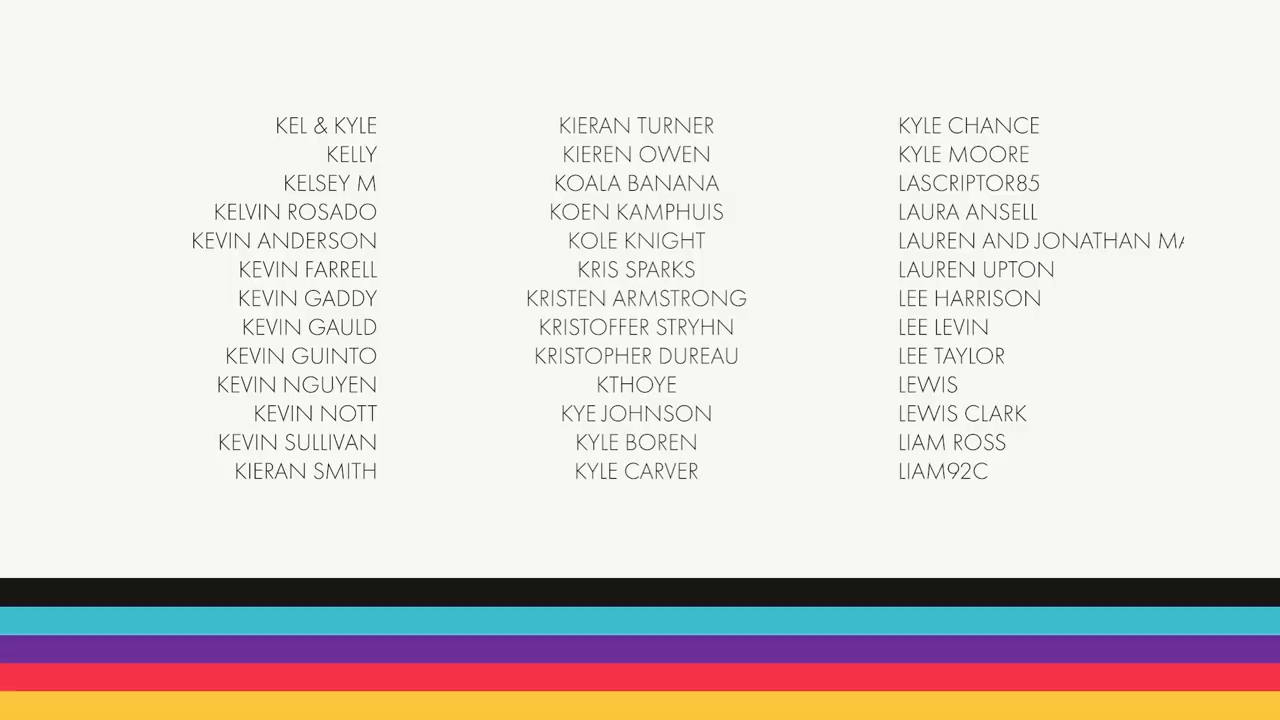 KEL & KYLE
KELLY
KELSEY M
KELVIN ROSADO
KEVIN ANDERSON
KEVIN FARRELL
KEVIN GADDY
KEVIN GAULD
KEVIN GUINTO
KEVIN NGUYEN
KEVIN NOTT
KEVIN SULLIVAN
KIERAN SMITH
KIERAN TURNER
KIEREN OWEN
KOALA BANANA
KOEN KAMPHUIS
KOLE KNIGHT
KRIS SPARKS
KRISTEN ARMSTRONG
KRISTOFFER STRYHN
KRISTOPHER DUREAU
KTHOYE
KYE JOHNSON
KYLE BOREN
KYLE CARVER
KYLE CHANCE
KYLE MOORE
LASCRIPTOR85
LAURA ANSELL
LAUREN AND JONATHAN
LAUREN UPTON
LEE HARRISON
LEE LEVIN
LEE TAYLOR
LEWIS
LEWIS CLARK
LIAM ROSS
LIAM92C